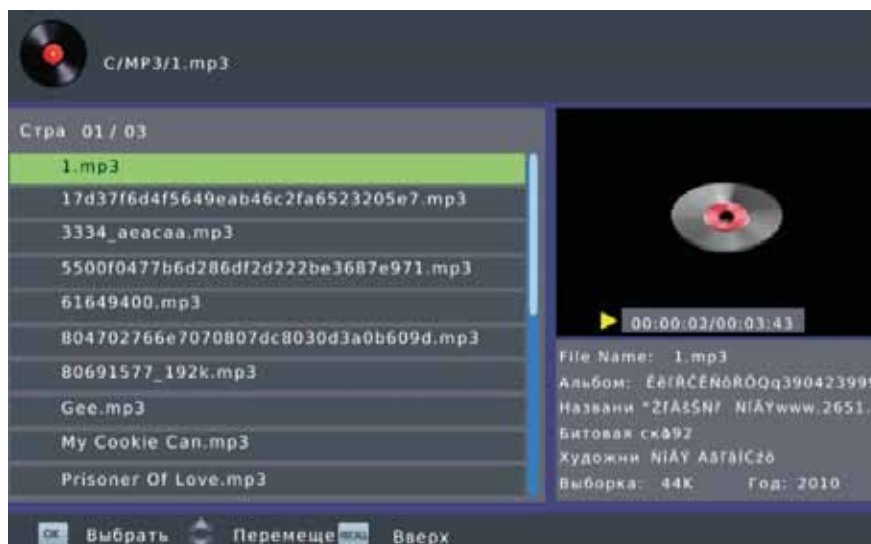 C/MP3/1.mp3
Стра 01 / 03
1.mp3
17d37f6d4f5649eab46c2fa6523205e7.mp3
3334_aeacaa.mp3
5500f0477b6d286df2d222be3687e971.mp3
61649400.mp3
804702766e7070807dc8030d3a0b609d.mp3
80691577_192k.mp3
Gee.mp3
My Cookie Can.mp3
Prisoner Of Love.mp3
00:00:02/00:03:43
File Name: 1.mp3
Альбом:
Названи
Битовая
Художни
Выборка: 44K Год: 2010
OK Выбрать Перемеще RECALL Вверх